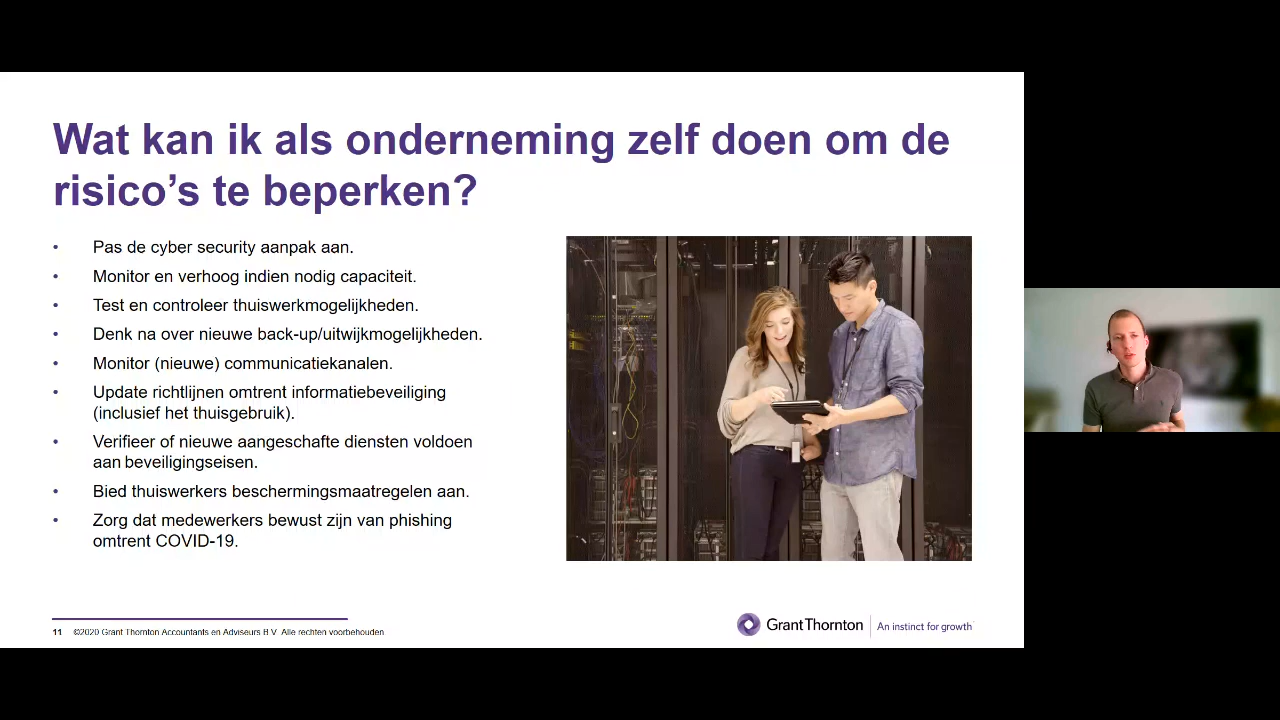 Wat kan ik als onderneming zelf doen om de
risico's te beperken?
• Pas de cyber security aanpak aan.
• Monitor en verhoog indien nodig capaciteit.
• Test en controleer thuiswerkmogelijkheden.
• Denk na over nieuwe back-up/uitwijkmogelijkheden.
• Monitor (nieuwe) communicatiekanalen.
• Update richtlijnen omtrent informatiebeveiliging
(inclusief het thuisgebruik).
• Verifieer of nieuwe aangeschafte diensten voldoen
aan beveiligingseisen.
• Bied thuiswerkers beschermingsmaatregelen aan.
• Zorg dat medewerkers bewust zijn van phishing
omtrent COVID-19.
11 ©2020 Grant Thornton Accountants en Adviseurs B.V. Alle rechten voorbehouden
Grant Thornton An instinct for growth